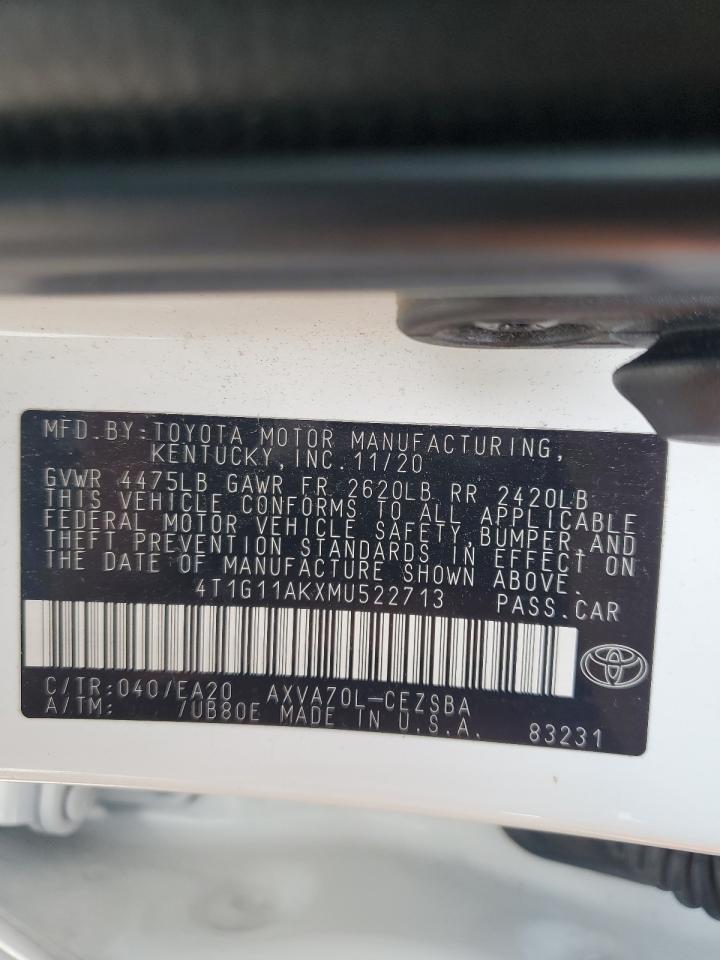 MFD.BY:TOYOTA MOTOR MANUFACTURING,
KENTUCKY,INC.11/20
GVWR 4475LB GAWR FR 2620LB RR 2420LB
THIS VEHICLE CONFORMS TO ALL APPLICABLE
FEDERAL MOTOR VEHICLE SAFETY,BUMPER,AND
THEFT PREVENTION STANDARDS IN EFFECT ON
THE DATE OF MANUFACTURE SHOWN ABOVE.
4T1G11AKXMU522713 PASS.CAR
C/TR:040/EA20 AXVA70L-CEZSBA
A/TM: 7UB80E MADE IN U.S.A. 83231